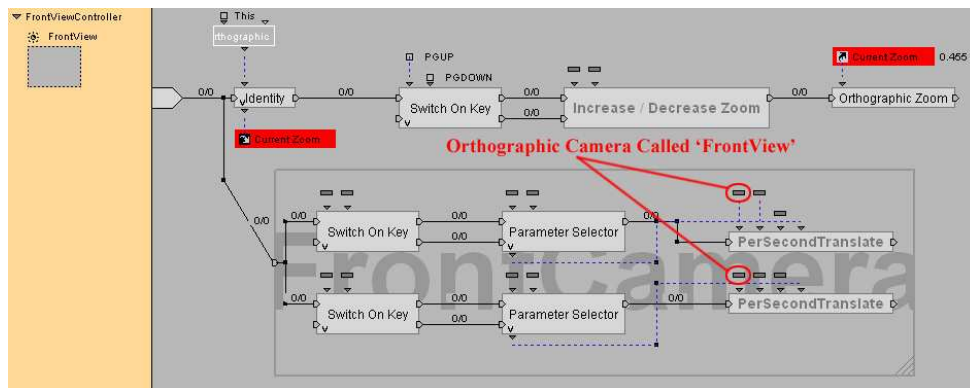 FrontViewController
This
FrontView
rthographic
PGUP
PGDOWN
Current Zoom 0.455
0/0
Identity
0/0
Switch On Key
0/0
0/0
Increase / Decrease Zoom
0/0
Orthographic Zoom
Current Zoom
Orthographic Camera Called ‘FrontView’
0/0
0/0
Switch On Key
0/0
0/0
Parameter Selector
0/0
PerSecondTranslate
FrontCamera
0/0
Switch On Key
0/0
0/0
Parameter Selector
0/0
PerSecondTranslate